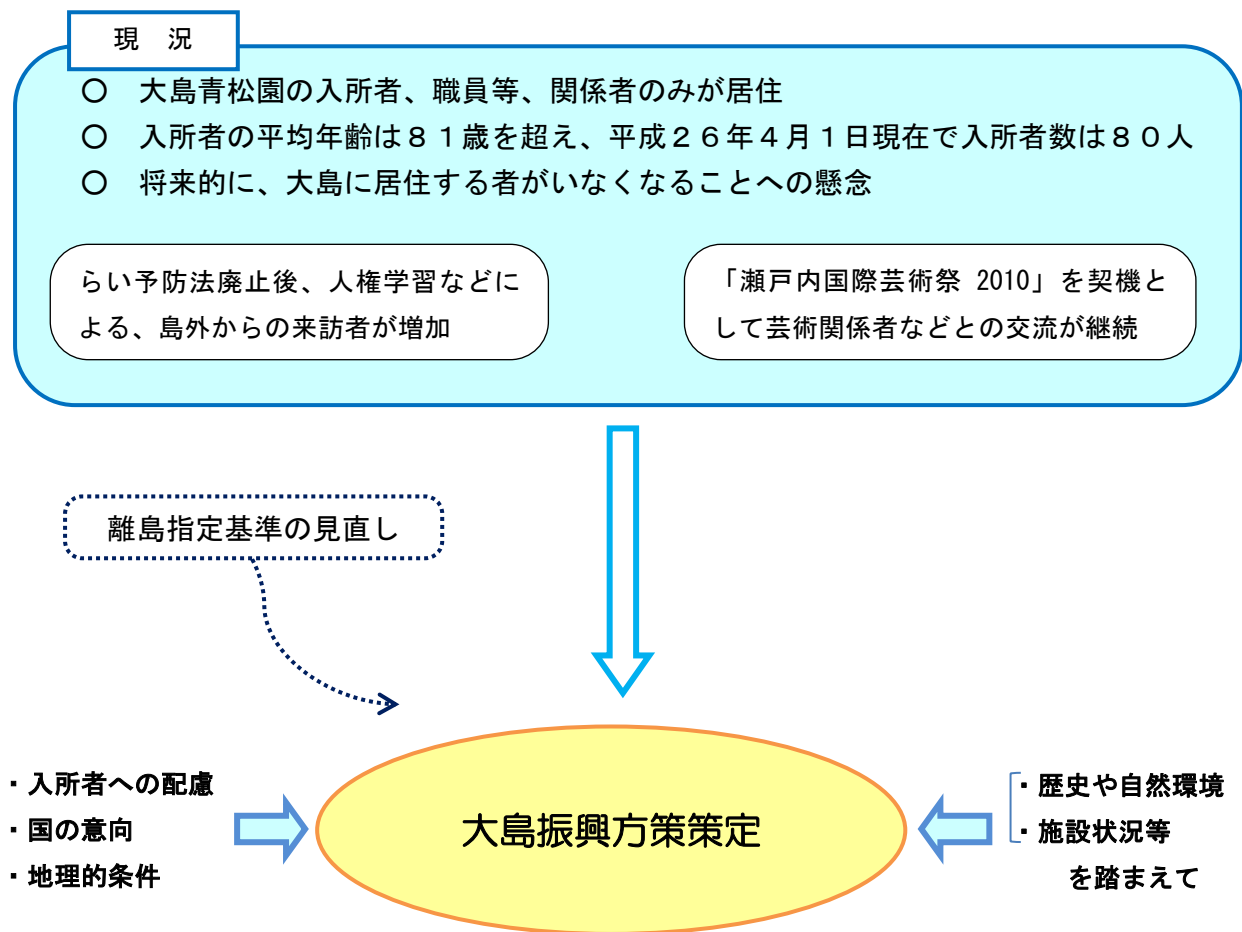 現　況
○　大島青松園の入所者、職員等、関係者のみが居住
○　入所者の平均年齢は８１歳を超え、平成２６年４月１日現在で入所者数は８０人
○　将来的に、大島に居住する者がいなくなることへの懸念
らい予防法廃止後、人権学習などに
よる、島外からの来訪者が増加
「瀬戸内国際芸術祭 2010」を契機と
して芸術関係者などとの交流が継続
離島指定基準の見直し
・入所者への配慮
・国の意向
・地理的条件
大島振興方策策定
・歴史や自然環境
・施設状況等
を踏まえて